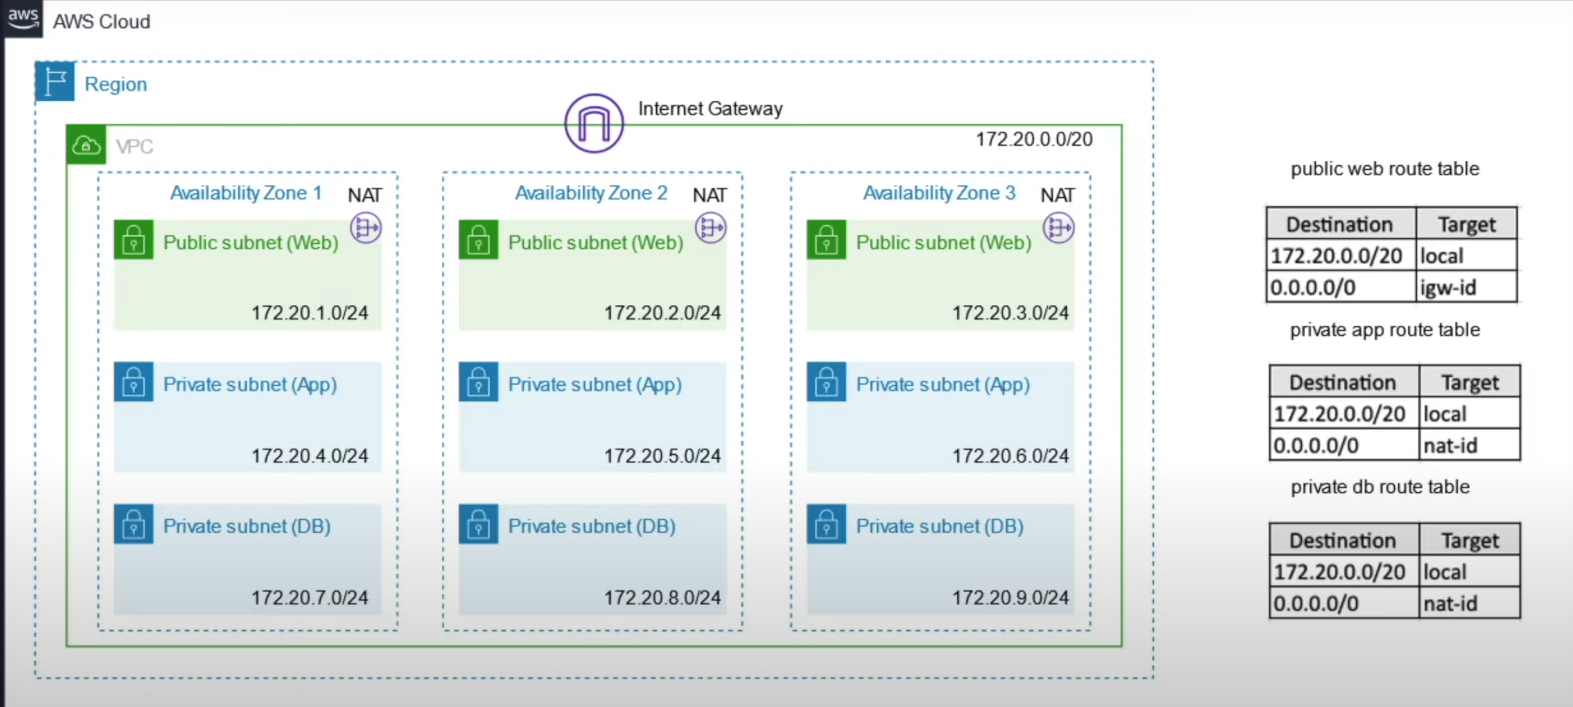 aws
AWS Cloud
Region
Internet Gateway
VPC
172.20.0.0/20
Availability Zone 1
NAT
Public subnet (Web)
172.20.1.0/24
Private subnet (App)
172.20.4.0/24
Private subnet (DB)
172.20.7.0/24
Availability Zone 2
NAT
Public subnet (Web)
172.20.2.0/24
Private subnet (App)
172.20.5.0/24
Private subnet (DB)
172.20.8.0/24
Availability Zone 3
NAT
Public subnet (Web)
172.20.3.0/24
Private subnet (App)
172.20.6.0/24
Private subnet (DB)
172.20.9.0/24
public web route table
Destination Target
172.20.0.0/20 local
0.0.0.0/0 igw-id
private app route table
Destination Target
172.20.0.0/20 local
0.0.0.0/0 nat-id
private db route table
Destination Target
172.20.0.0/20 local
0.0.0.0/0 nat-id